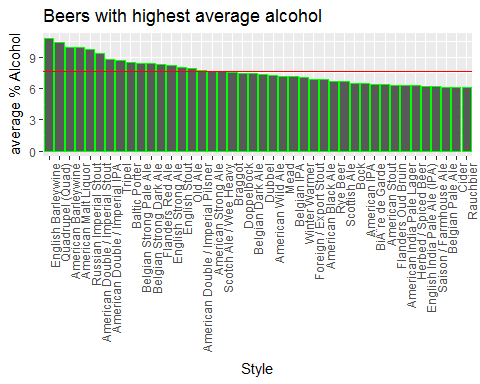 Beers with highest average alcohol
average % Alcohol
9
6
3
0
English Barleywine
Quadrupel (Quad)
American Barleywine
American Malt Liquor
Russian Imperial Stout
American Double / Imperial Stout
American Double / Imperial IPA
Tripel
Baltic Porter
Belgian Strong Pale Ale
Belgian Strong Dark Ale
Flanders Red Ale
English Strong Ale
English Stout
Old Ale
American Double / Imperial Pilsner
American Strong Ale
Scotch Ale / Wee Heavy
Braggot
Doppelbock
Belgian Dark Ale
Dubbel
American Wild Ale
Mead
Belgian IPA
Winter Warmer
Foreign / Export Stout
American Black Ale
Rye Beer
Scottish Ale
Bock
American IPA
BiÃ¨re de Garde
American Stout
Flanders Oud Bruin
American India Pale Lager
Herbed / Spiced Beer
English India Pale Ale (IPA)
Saison / Farmhouse Ale
Belgian Pale Ale
Cider
Rauchbier
Style